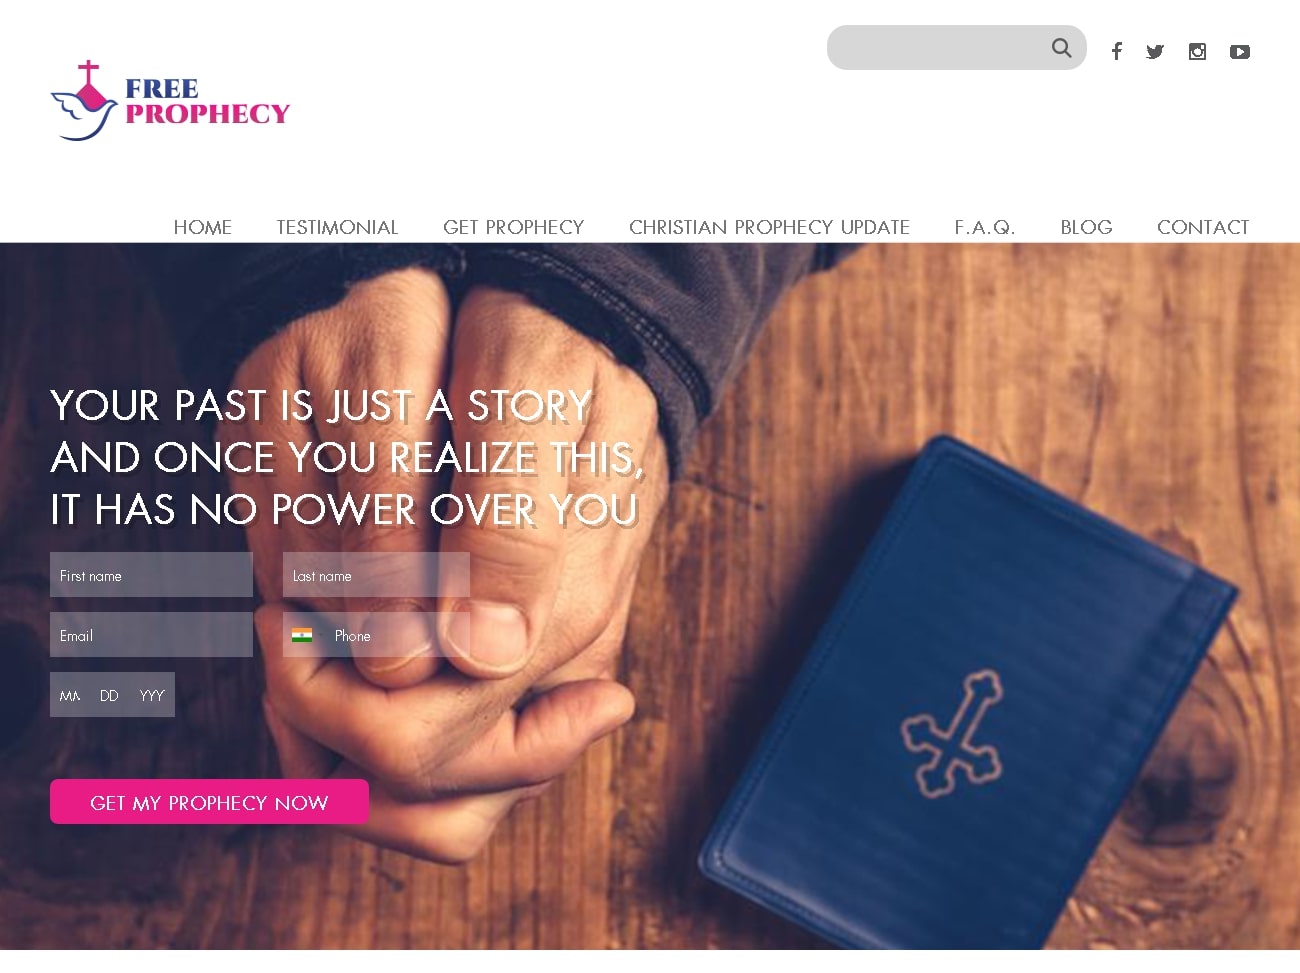 FREE
PROPHECY
HOME TESTIMONIAL GET PROPHECY CHRISTIAN PROPHECY UPDATE F.A.Q. BLOG CONTACT
YOUR PAST IS JUST A STORY
AND ONCE YOU REALIZE THIS,
IT HAS NO POWER OVER YOU
First name Last name
Email Phone
MM DD YYY
GET MY PROPHECY NOW